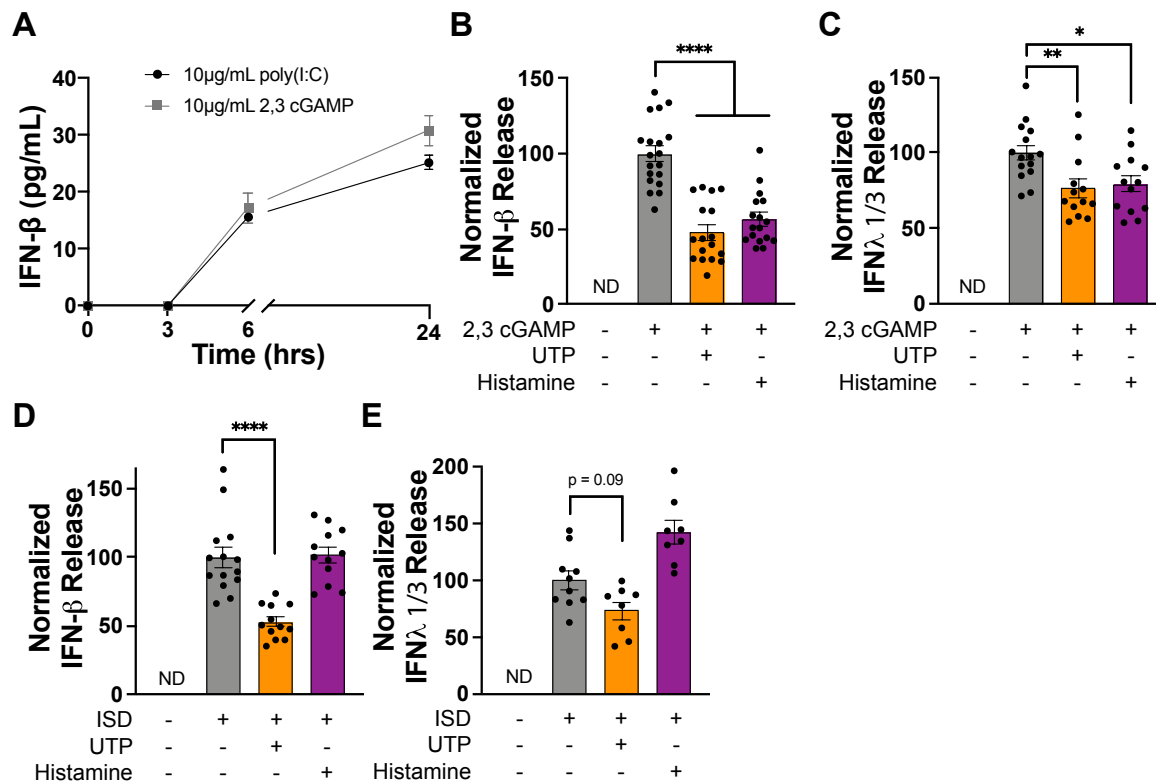 A
10µg/mL poly(I:C)
10µg/mL 2,3 cGAMP
IFN-β (pg/mL)
40
30
20
10
0
0 3 6 24
Time (hrs)
B
Normalized
IFN-β Release
150
100
50
0
****
ND
2,3 cGAMP - + + +
UTP - - + -
Histamine - - - +
C
Normalized
IFNλ 1/3 Release
150
100
50
0
*
**
ND
2,3 cGAMP - + + +
UTP - - + -
Histamine - - - +
D
Normalized
IFN-β Release
150
100
50
0
****
ND
ISD - + + +
UTP - - + -
Histamine - - - +
E
Normalized
IFNλ 1/3 Release
200
150
100
50
0
p = 0.09
ND
ISD - + + +
UTP - - + -
Histamine - - - +